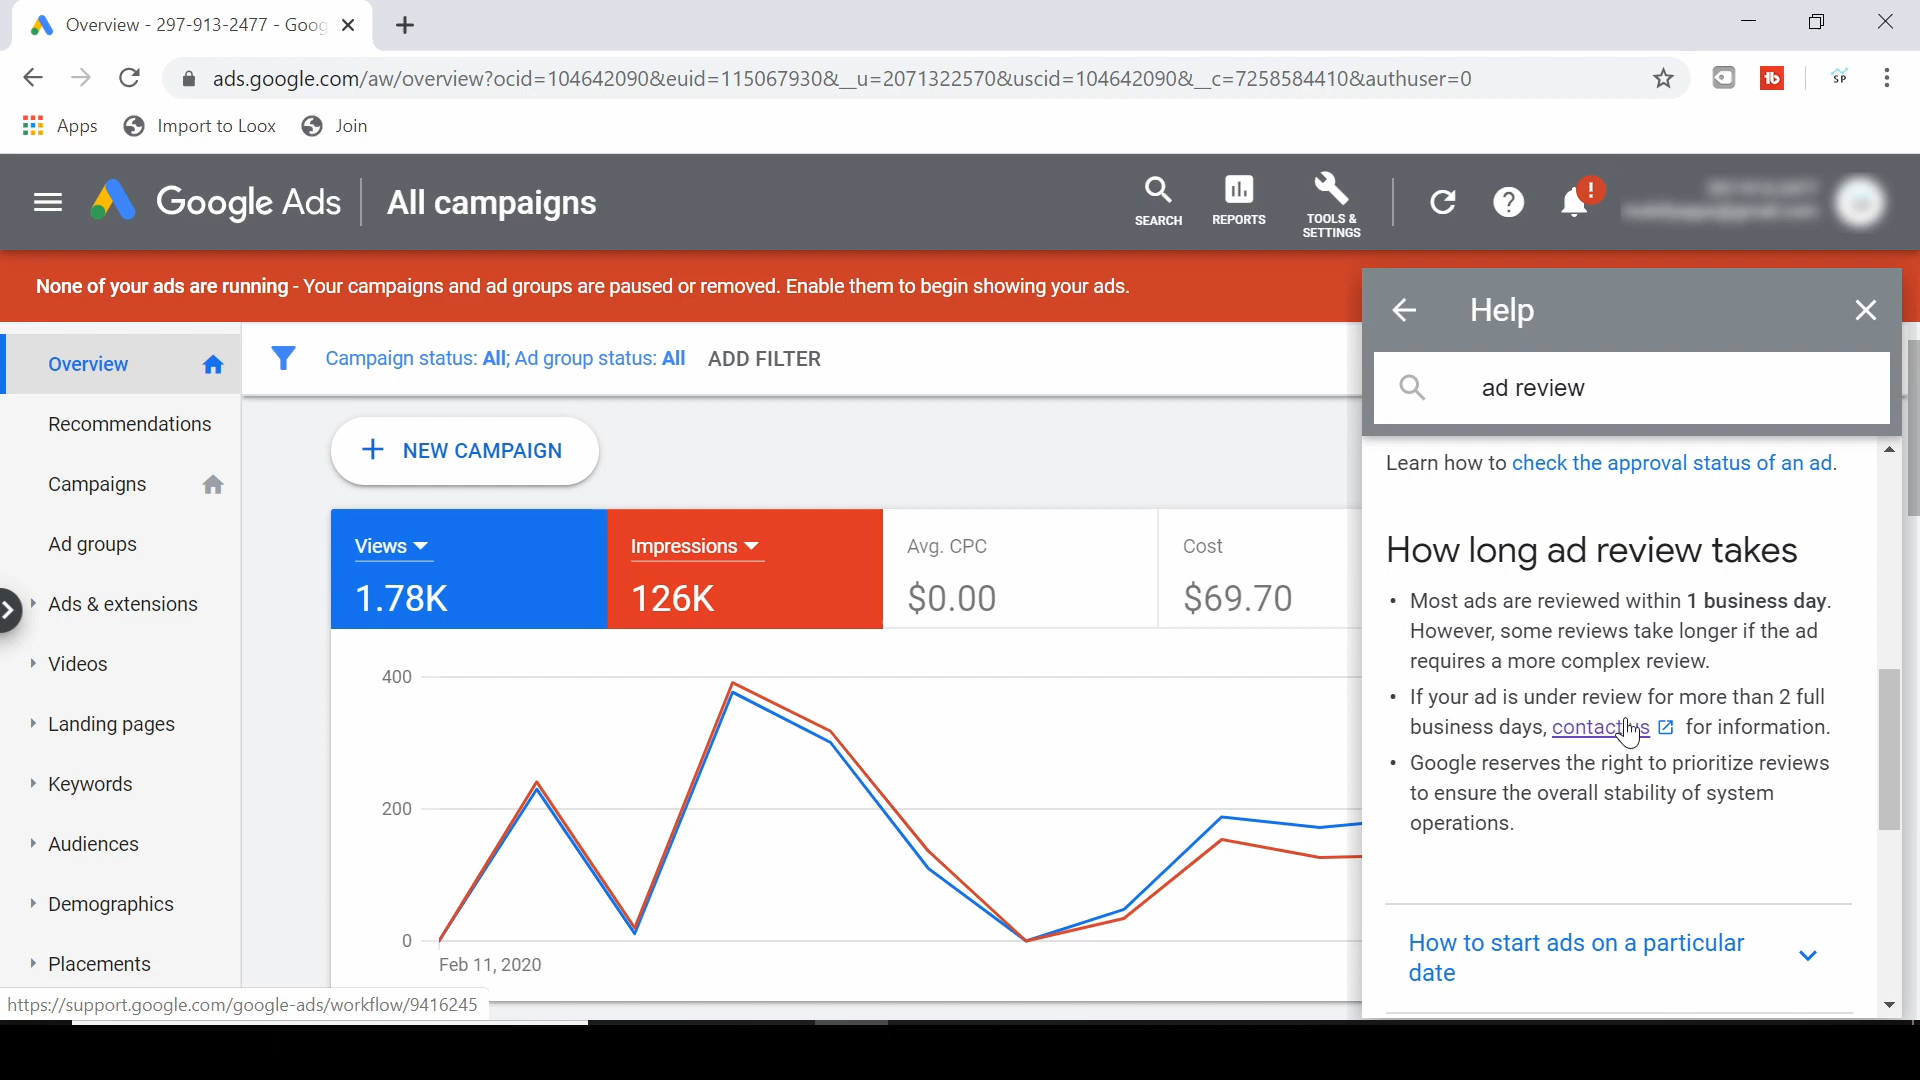 Overview - 297-913-2477 - Goog
ads.google.com/aw/overview?ocid=104642090&euid=115067930&__u=2071322570&uscid=104642090&__c=7258584410&authuser=0
SP
Apps
Import to Loox
Join
Google Ads
All campaigns
SEARCH
REPORTS
TOOLS &
SETTINGS
None of your ads are running - Your campaigns and ad groups are paused or removed. Enable them to begin showing your ads.
Overview
Recommendations
Campaigns
Ad groups
Ads & extensions
Videos
Landing pages
Keywords
Audiences
Demographics
Placements
Campaign status: All; Ad group status: All ADD FILTER
NEW CAMPAIGN
Views
1.78K
Impressions
126K
Avg. CPC
$0.00
Cost
$69.70
400
200
0
Feb 11, 2020
Help
ad review
Learn how to check the approval status of an ad.
How long ad review takes
• Most ads are reviewed within 1 business day.
However, some reviews take longer if the ad
requires a more complex review.
• If your ad is under review for more than 2 full
business days, contact us for information.
• Google reserves the right to prioritize reviews
to ensure the overall stability of system
operations.
How to start ads on a particular
date
https://support.google.com/google-ads/workflow/9416245